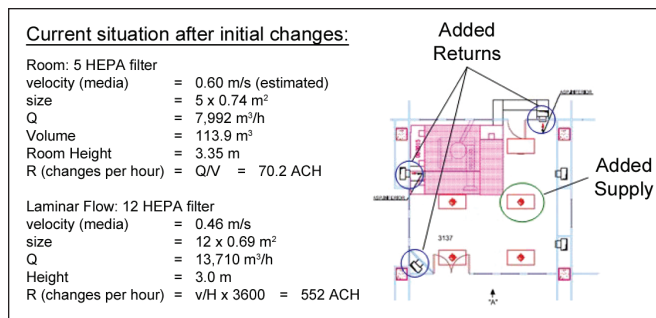 Current situation after initial changes:
Room: 5 HEPA filter
velocity (media) = 0.60 m/s (estimated)
size = 5 x 0.74 m²
Q = 7,992 m³/h
Volume = 113.9 m³
Room Height = 3.35 m
R (changes per hour) = Q/V = 70.2 ACH
Laminar Flow: 12 HEPA filter
velocity (media) = 0.46 m/s
size = 12 x 0.69 m²
Q = 13,710 m³/h
Height = 3.0 m
R (changes per hour) = v/H x 3600 = 552 ACH
Added
Returns
Added
Supply
3137
"A"